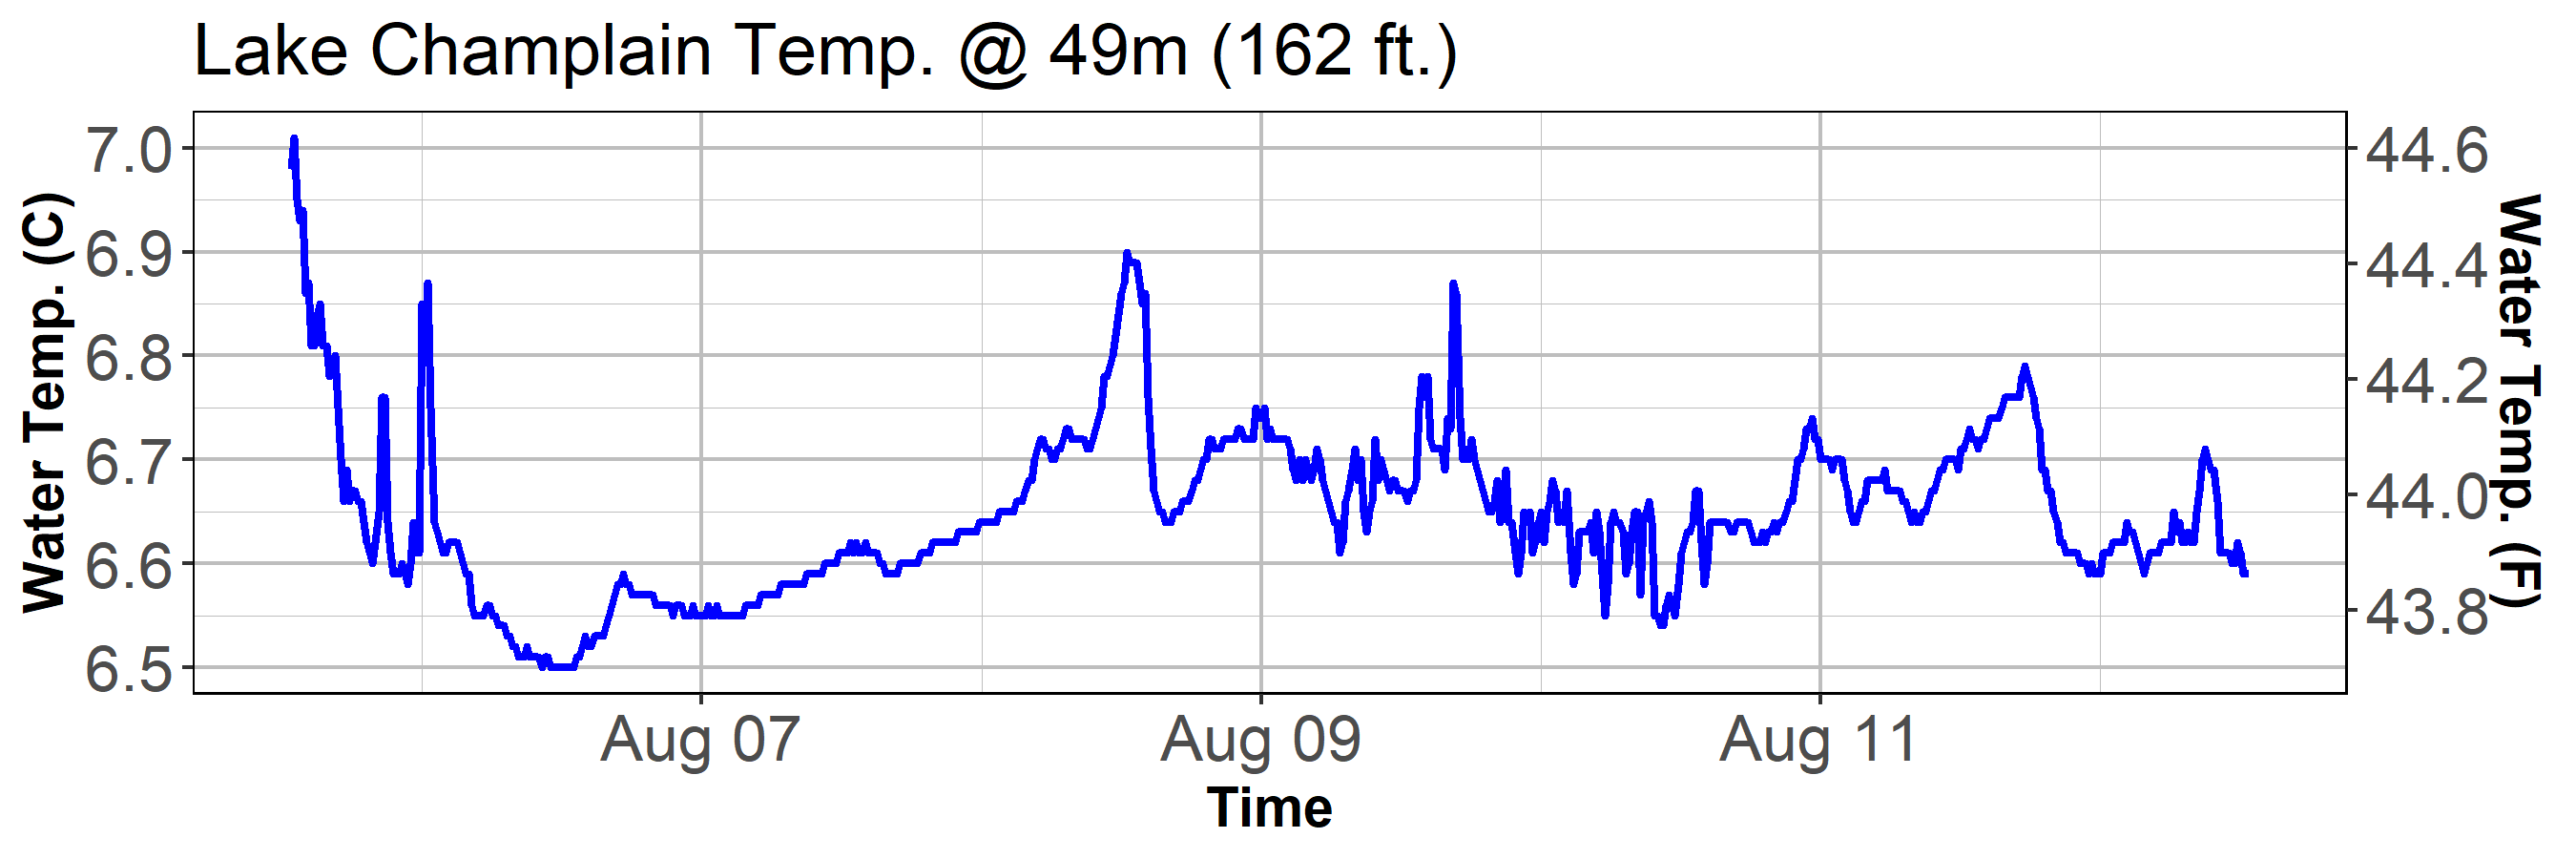 Lake Champlain Temp. @ 49m (162 ft.)
Water Temp. (C)
7.0
6.9
6.8
6.7
6.6
6.5
44.6
44.4
44.2
44.0
43.8
Water Temp. (F)
Aug 07 Aug 09 Aug 11
Time